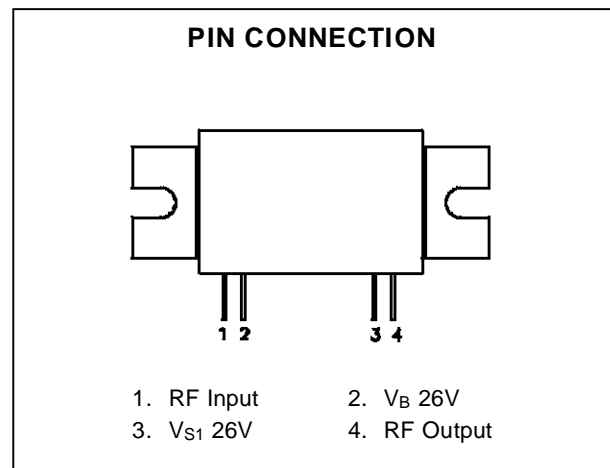 PIN CONNECTION
1 2 3 4
1. RF Input 2. VB 26V
3. VS1 26V 4. RF Output